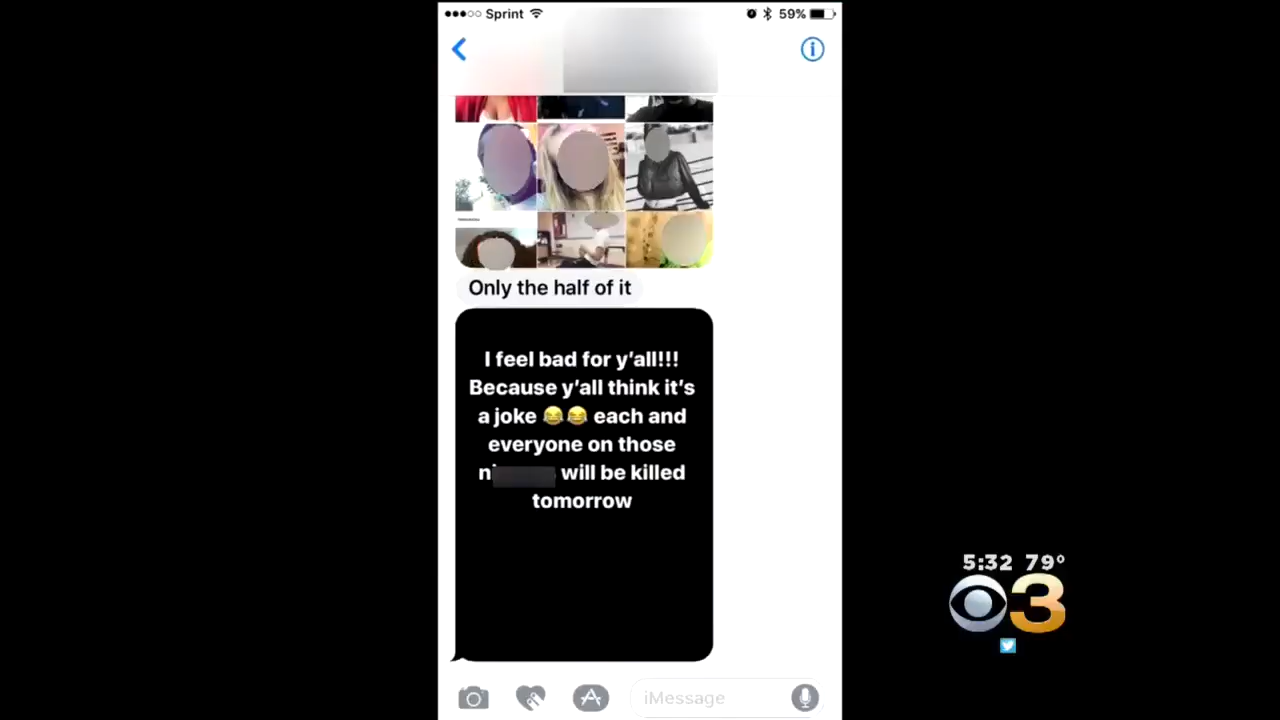 Sprint 59%
Only the half of it
I feel bad for y'all!!!
Because y'all think it's
a joke 😂😂 each and
everyone on those
will be killed
tomorrow
5:32 79°
3
iMessage